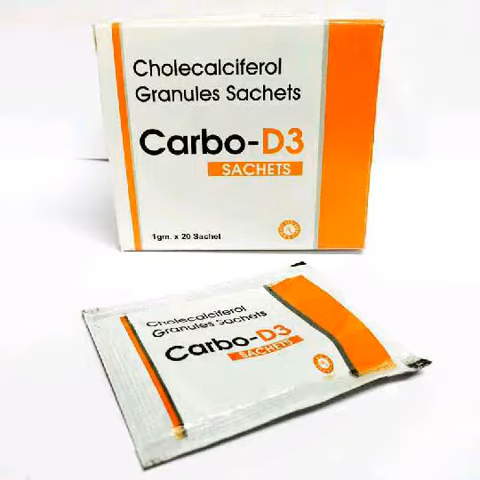 Cholecalciferol
Granules Sachets
Carbo-D3
SACHETS
1gm. x 20 Sachet
Cholecalciferol
Granules Sachets
Carbo-D3
SACHETS